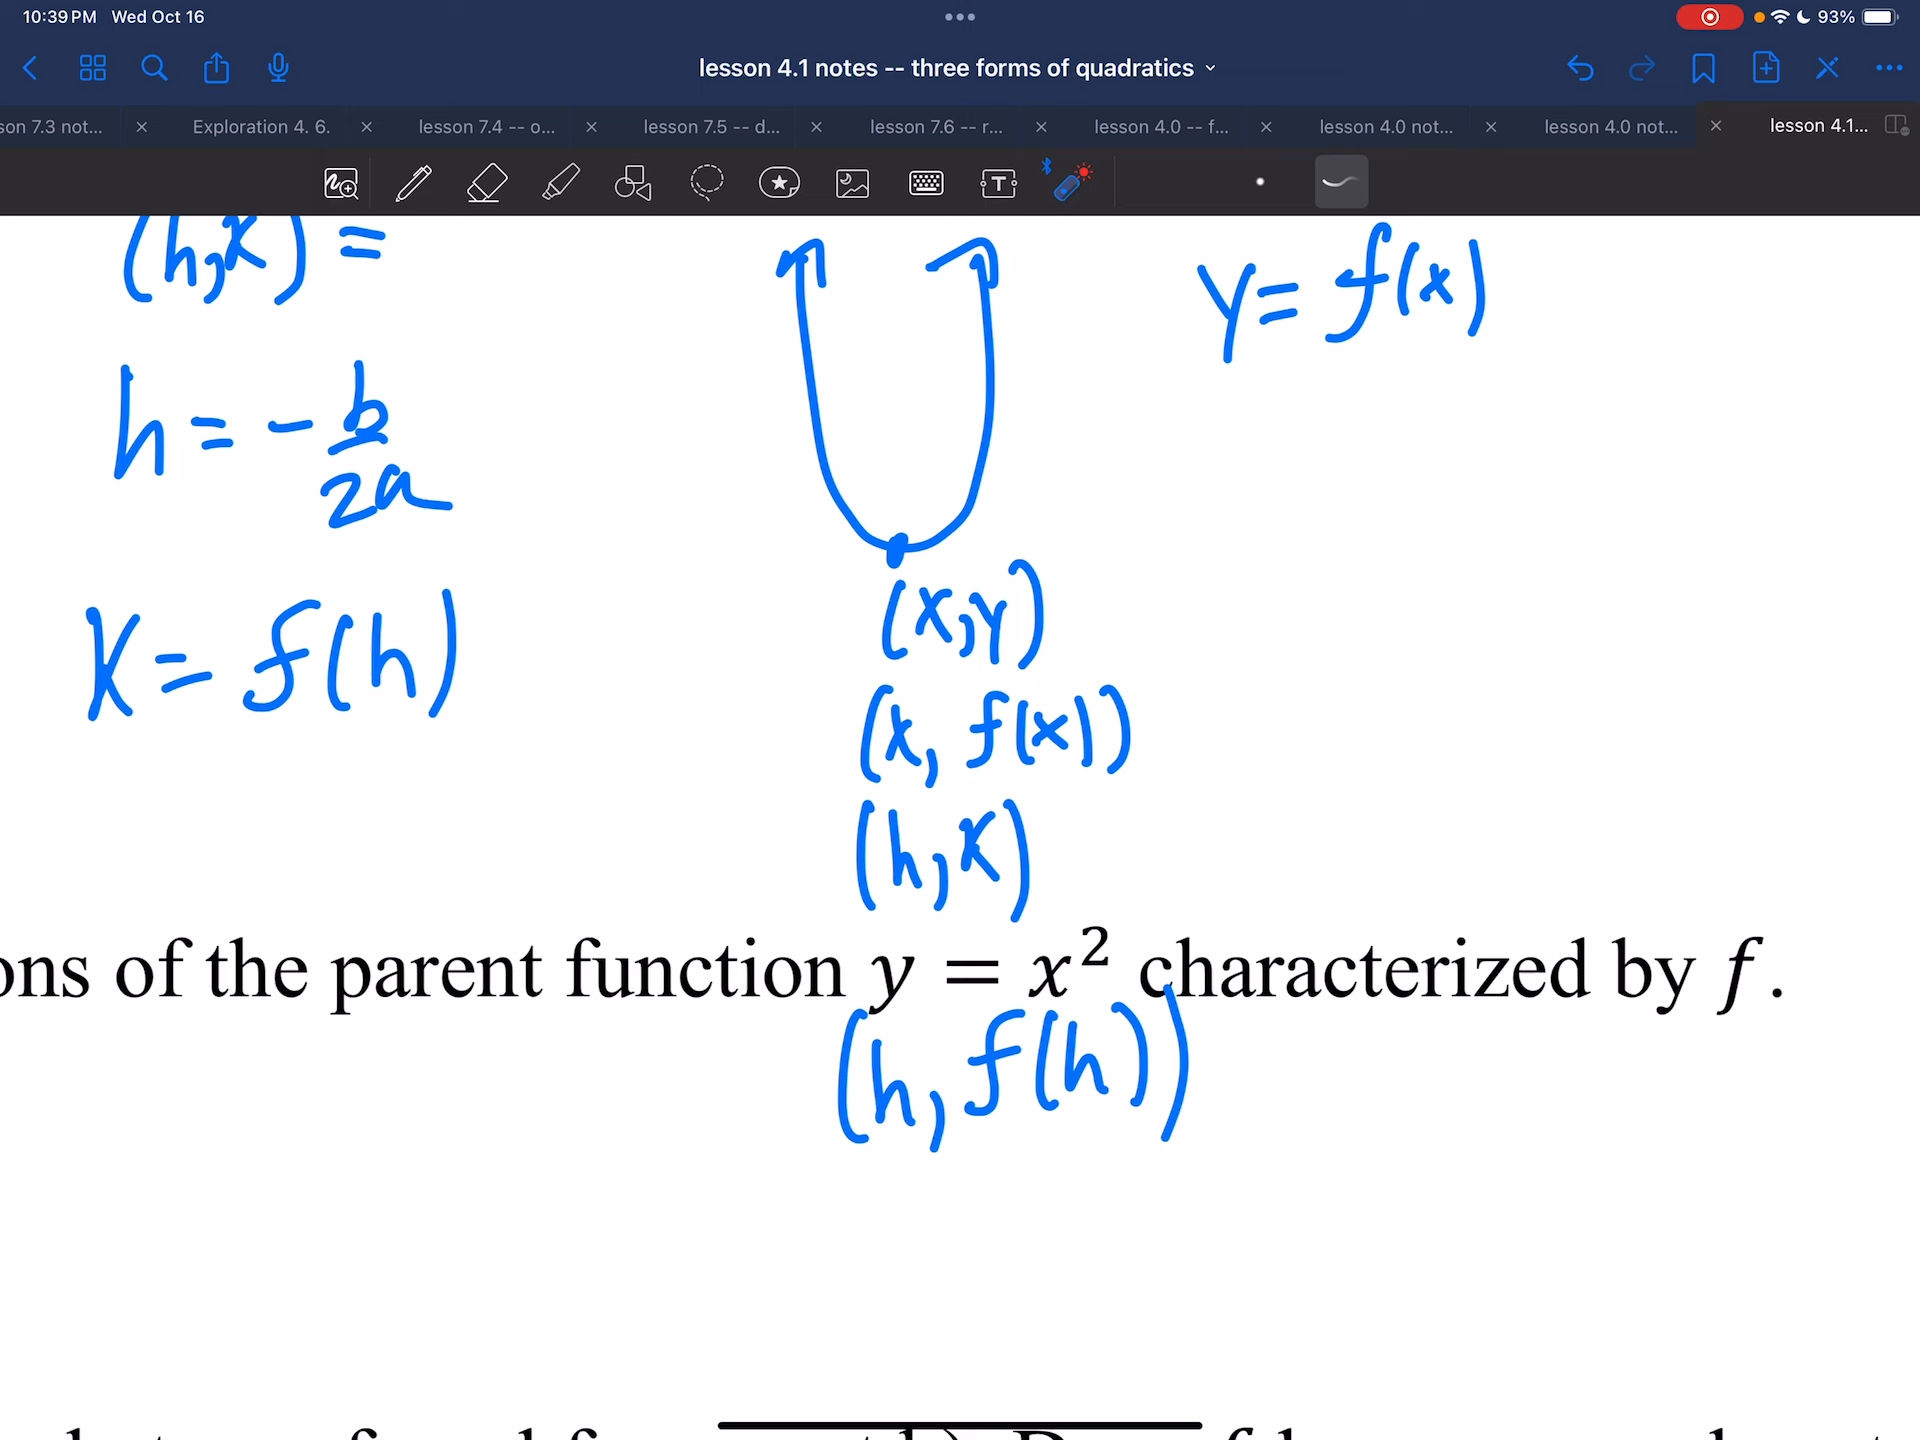 10:39 PM Wed Oct 16
93%
lesson 4.1 notes -- three forms of quadratics
son 7.3 not...
Exploration 4. 6.
lesson 7.4 -- o...
lesson 7.5 -- d...
lesson 7.6 -- r...
lesson 4.0 -- f...
lesson 4.0 not...
lesson 4.0 not...
lesson 4.1...
(h,k) =
y = f(x)
h = - b/2a
K = f(h)
(x,y)
(x, f(x))
(h,k)
ons of the parent function y = x² characterized by f.
(h, f(h))